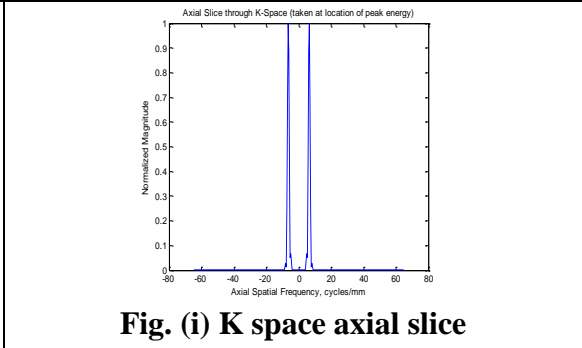 Axial Slice through K-Space (taken at location of peak energy)
Normalized Magnitude
1
0.9
0.8
0.7
0.6
0.5
0.4
0.3
0.2
0.1
0
-80 -60 -40 -20 0 20 40 60 80
Axial Spatial Frequency, cycles/mm
Fig. (i) K space axial slice